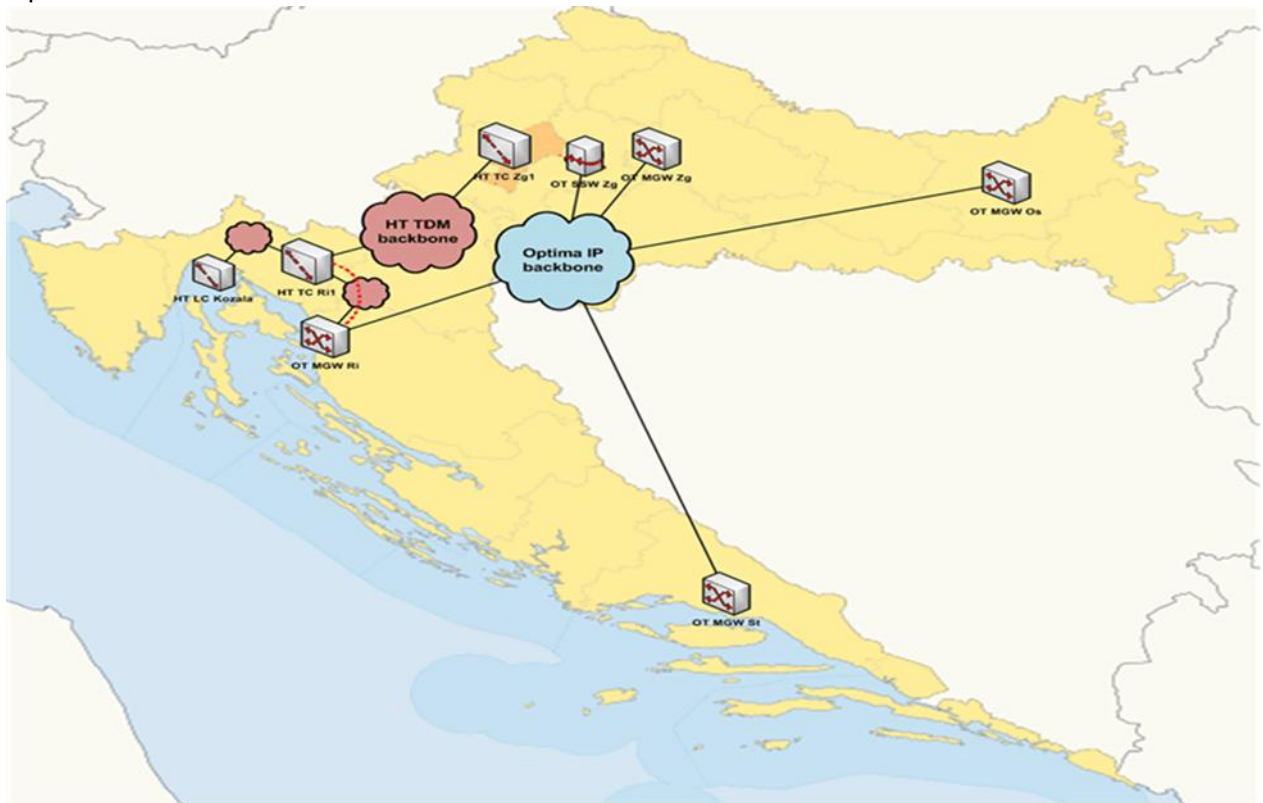 HT TC Zg1
OT SSW Zg
OT MGW Zg
OT MGW Os
HT TDM
backbone
Optima IP
backbone
HT LC Kozala
HT TC Ri1
OT MGW Ri
OT MGW St